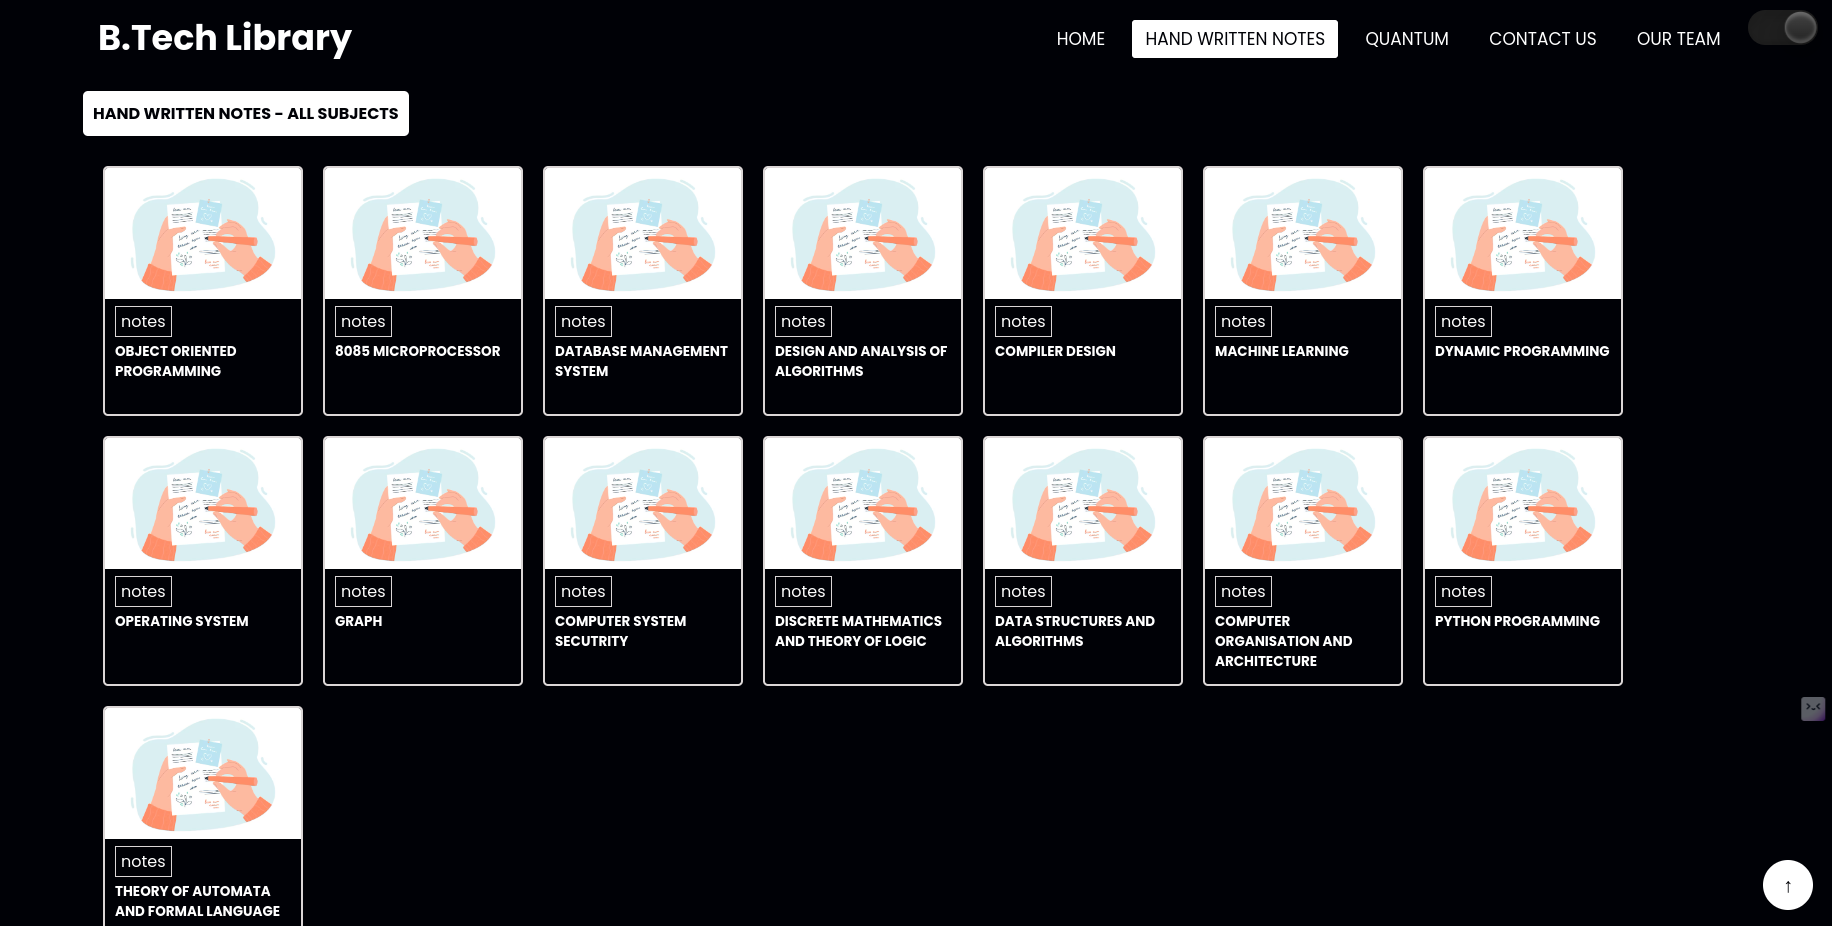 B.Tech Library
HOME
HAND WRITTEN NOTES
QUANTUM
CONTACT US
OUR TEAM
HAND WRITTEN NOTES - ALL SUBJECTS
notes
OBJECT ORIENTED
PROGRAMMING
notes
8085 MICROPROCESSOR
notes
DATABASE MANAGEMENT
SYSTEM
notes
DESIGN AND ANALYSIS OF
ALGORITHMS
notes
COMPILER DESIGN
notes
MACHINE LEARNING
notes
DYNAMIC PROGRAMMING
notes
OPERATING SYSTEM
notes
GRAPH
notes
COMPUTER SYSTEM
SECUTRITY
notes
DISCRETE MATHEMATICS
AND THEORY OF LOGIC
notes
DATA STRUCTURES AND
ALGORITHMS
notes
COMPUTER
ORGANISATION AND
ARCHITECTURE
notes
PYTHON PROGRAMMING
notes
THEORY OF AUTOMATA
AND FORMAL LANGUAGE
↑